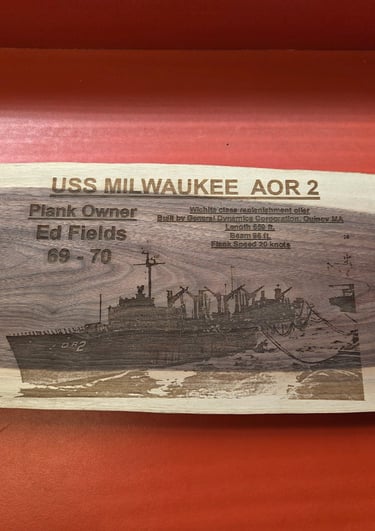 USS MILWAUKEE AOR 2
Plank Owner
Ed Fields
69 - 70
Wichita class replenishment oiler
Built by General Dynamics Corporation, Quincy MA
Length 659 ft.
Beam 96 ft.
Flank Speed 20 knots
OR2